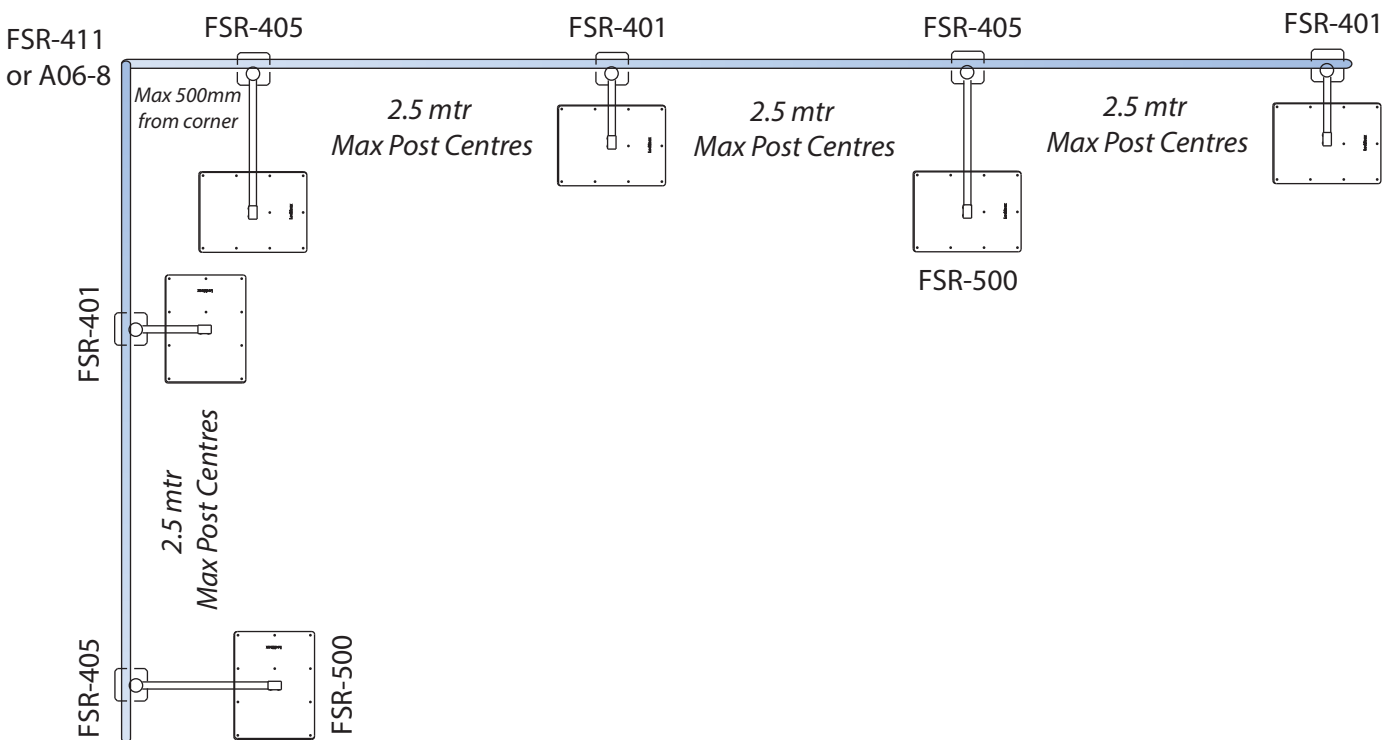 FSR-411
or A06-8
FSR-405
FSR-401
FSR-405
FSR-401
Max 500mm
from corner
2.5 mtr
Max Post Centres
2.5 mtr
Max Post Centres
2.5 mtr
Max Post Centres
FSR-500
FSR-401
2.5 mtr
Max Post Centres
FSR-405
FSR-500